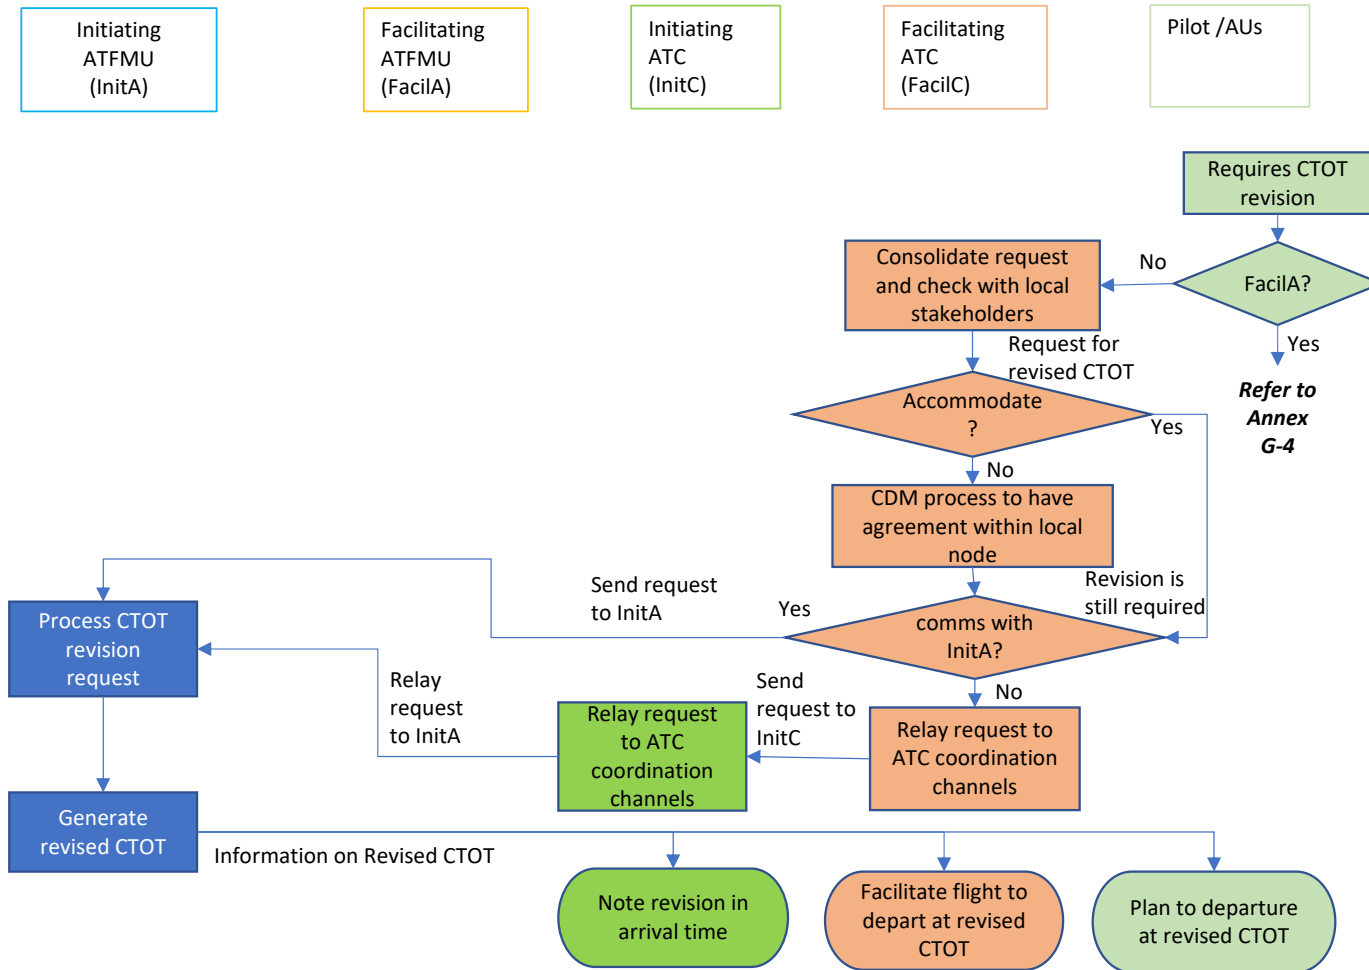 Initiating
ATFMU
(InitA)
Facilitating
ATFMU
(FacilA)
Initiating
ATC
(InitC)
Facilitating
ATC
(FacilC)
Pilot /AUs
Requires CTOT
revision
FacilA?
No
Yes
Refer to
Annex
G-4
Consolidate request
and check with local
stakeholders
Request for
revised CTOT
Accommodate
?
Yes
No
CDM process to have
agreement within local
node
Revision is
still required
comms with
InitA?
Yes
Send request
to InitA
No
Process CTOT
revision
request
Relay
request
to InitA
Send
request to
InitC
Relay request
to ATC
coordination
channels
Relay request to
ATC coordination
channels
Generate
revised CTOT
Information on Revised CTOT
Note revision in
arrival time
Facilitate flight to
depart at revised
CTOT
Plan to departure
at revised CTOT